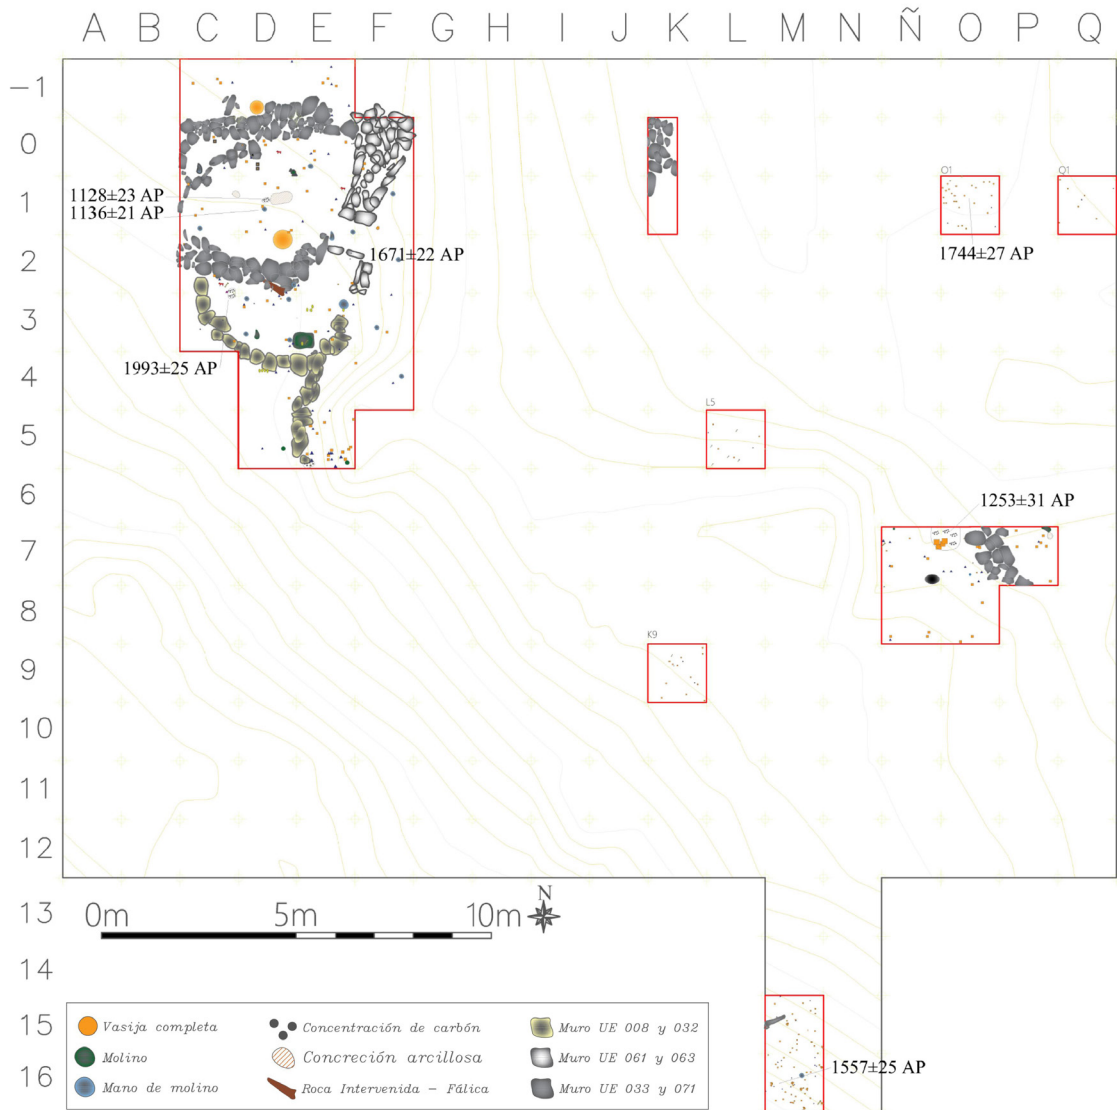 A B C D E F G H I J K L M N Ñ O P Q
-1
0
1
2
3
4
5
6
7
8
9
10
11
12
13
14
15
16
1128±23 AP
1136±21 AP
1671±22 AP
1993±25 AP
O1
Q1
1744±27 AP
L5
1253±31 AP
K9
0m 5m 10m
N
1557±25 AP
Vasija completa
Molino
Mano de molino
Concentración de carbón
Concreción arcillosa
Roca Intervenida - Fálica
Muro UE 008 y 032
Muro UE 061 y 063
Muro UE 033 y 071